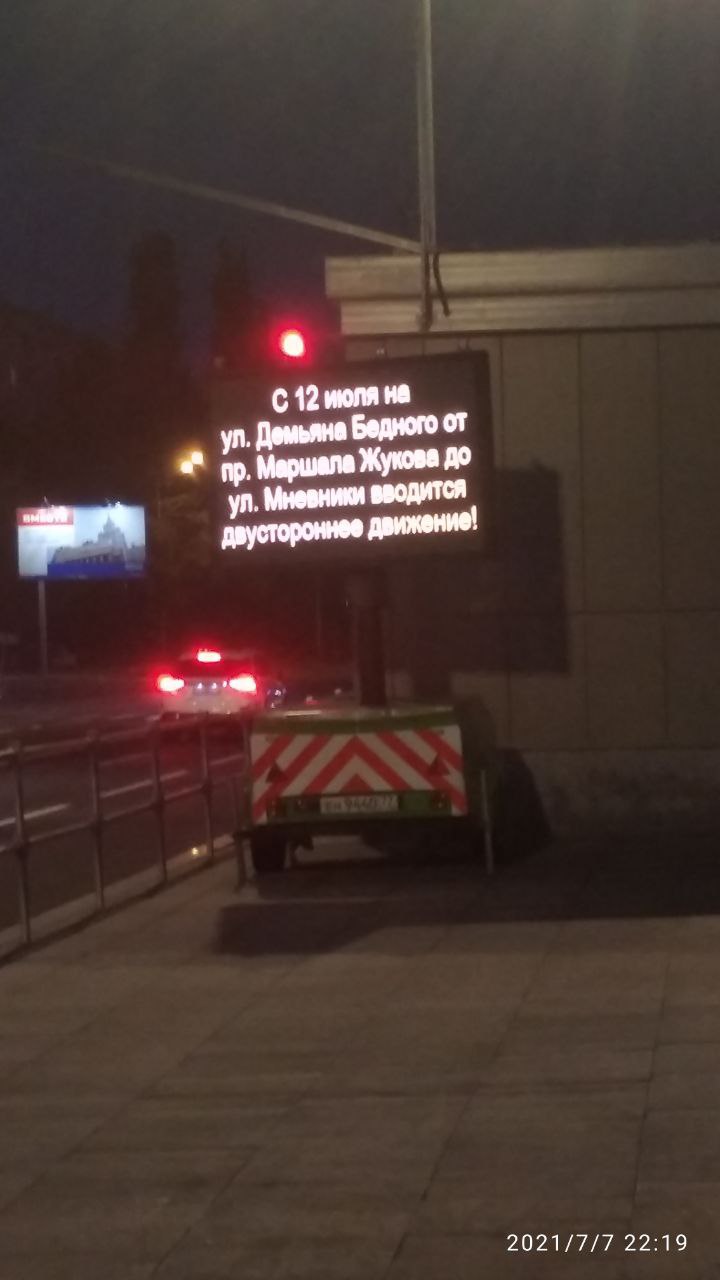 С 12 июля на
ул. Демьяна Бедного от
пр. Маршала Жукова до
ул. Мневники вводится
двустороннее движение!
ВМЕСТЕ
2021/7/7 22:19